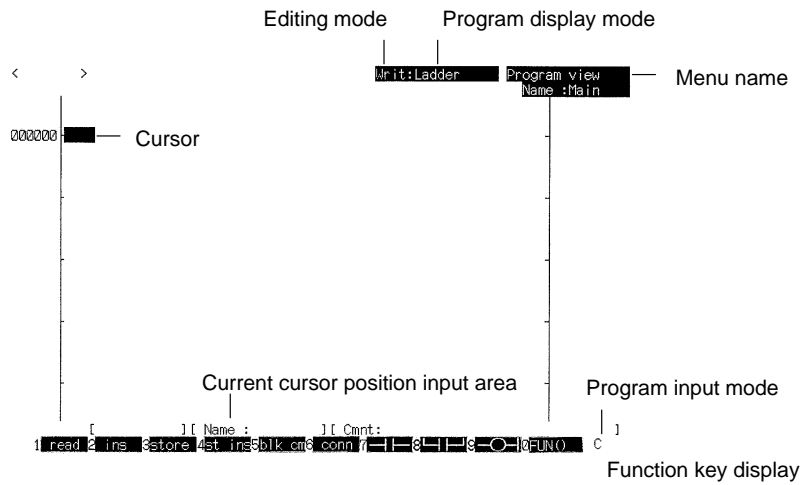 Editing mode Program display mode
< > Writ:Ladder Program view Menu name
Name :Main
000000 Cursor
Current cursor position input area Program input mode
[ ][ Name : ][ Cmnt: ]
1 read 2 ins 3store 4st ins5blk cm6 conn 7 8 9 0FUN() C
Function key display